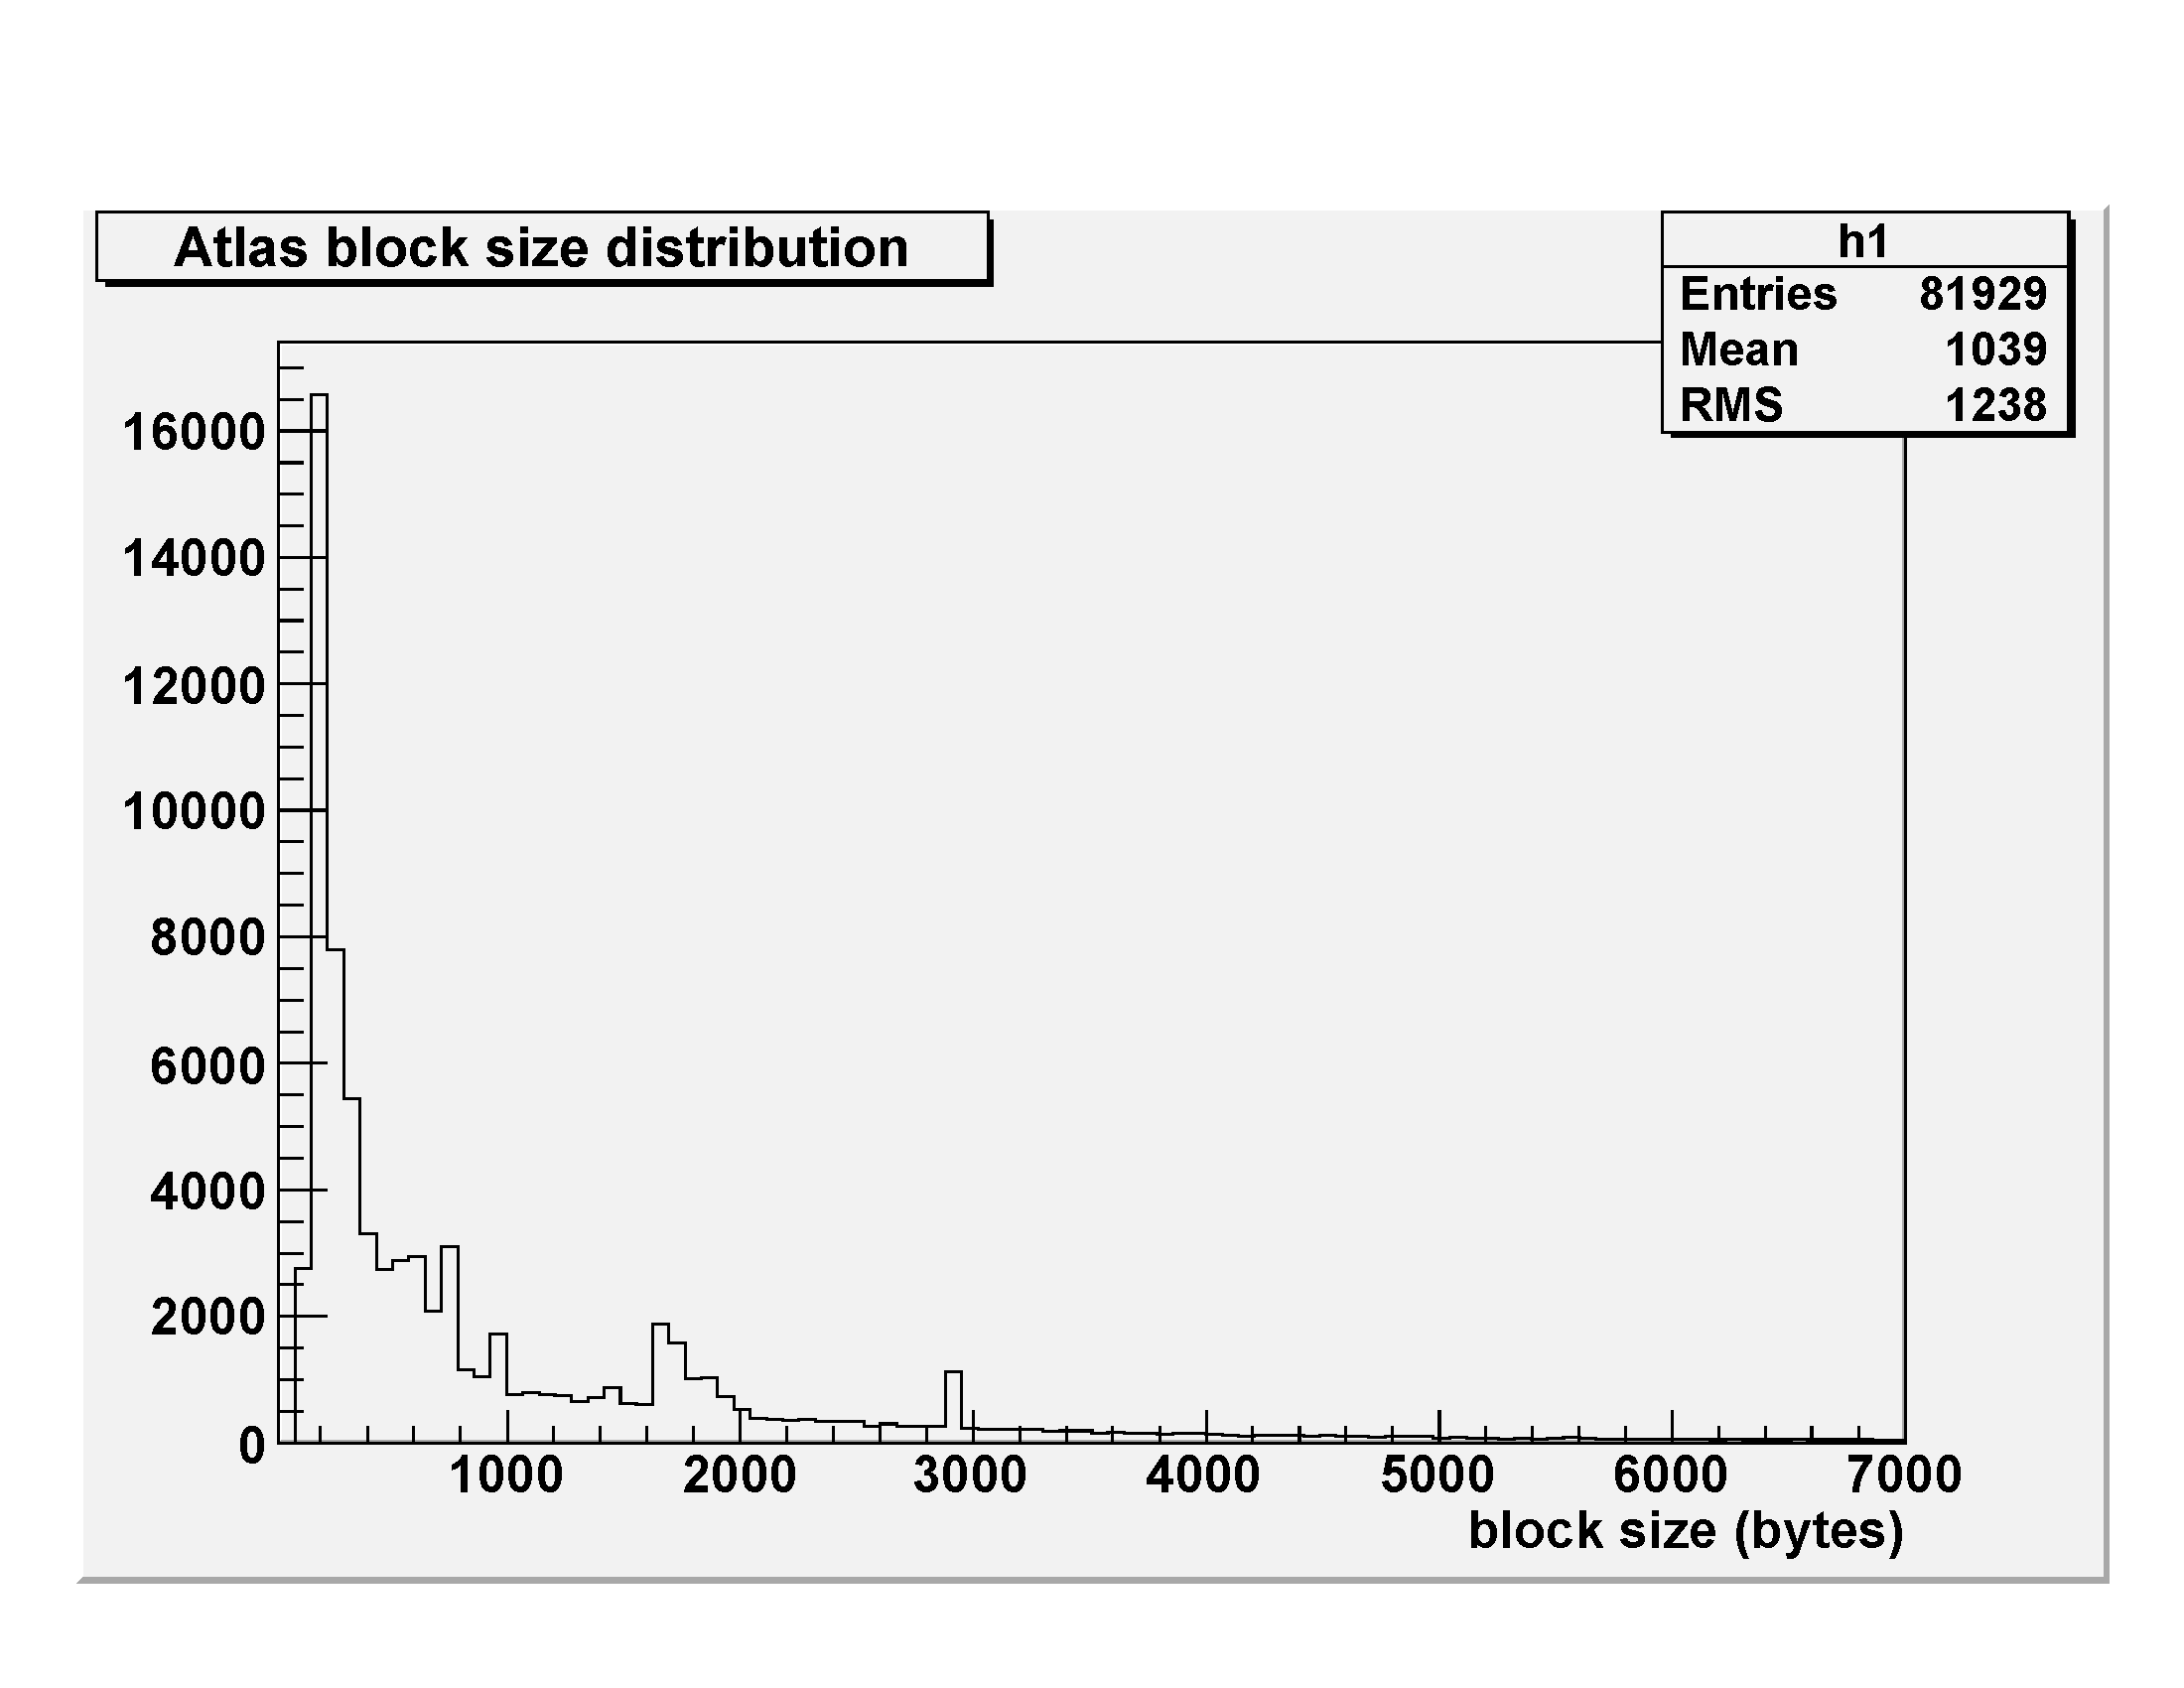 Atlas block size distribution
h1
Entries 81929
Mean 1039
RMS 1238
16000
14000
12000
10000
8000
6000
4000
2000
0
1000 2000 3000 4000 5000 6000 7000
block size (bytes)